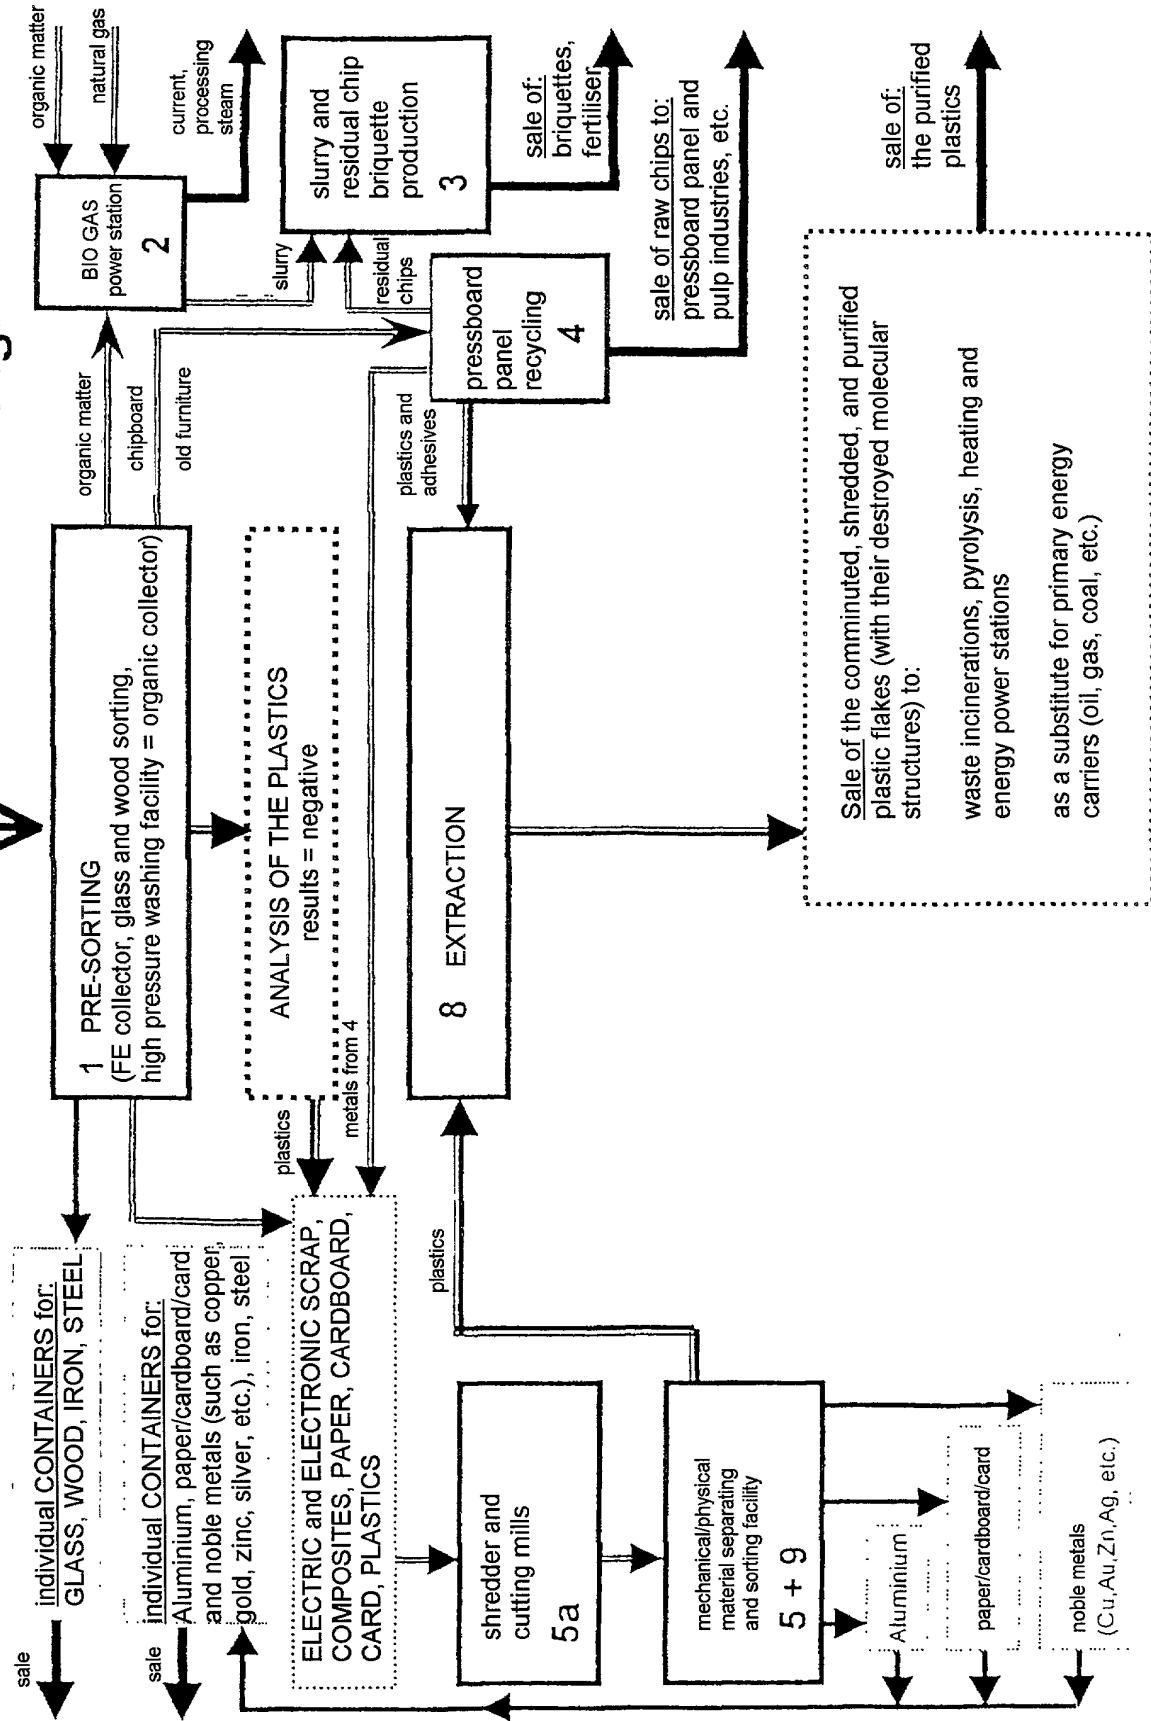 individual CONTAINERS for:
GLASS, WOOD, IRON, STEEL
sale
individual CONTAINERS for:
Aluminium, paper/cardboard/card
and noble metals (such as copper,
gold, zinc, silver, etc.), iron, steel
sale
1 PRE-SORTING
(FE collector, glass and wood sorting,
high pressure washing facility = organic collector)
organic matter
chipboard
old furniture
organic matter
natural gas
BIO GAS
power station
2
current,
processing
steam
slurry
residual
chips
slurry and
residual chip
briquette
production
3
sale of:
briquettes,
fertiliser
ANALYSIS OF THE PLASTICS
results = negative
plastics
metals from 4
plastics and
adhesives
pressboard
panel
recycling
4
sale of raw chips to:
pressboard panel and
pulp industries, etc.
ELECTRIC and ELECTRONIC SCRAP,
COMPOSITES, PAPER, CARDBOARD,
CARD, PLASTICS
shredder and
cutting mills
5a
mechanical/physical
material separating
and sorting facility
5 + 9
plastics
8 EXTRACTION
Aluminium
paper/cardboard/card
noble metals
(Cu,Au,Zn,Ag, etc.)
Sale of the comminuted, shredded, and purified
plastic flakes (with their destroyed molecular
structures) to:
waste incinerations, pyrolysis, heating and
energy power stations
as a substitute for primary energy
carriers (oil, gas, coal, etc.)
sale of:
the purified
plastics